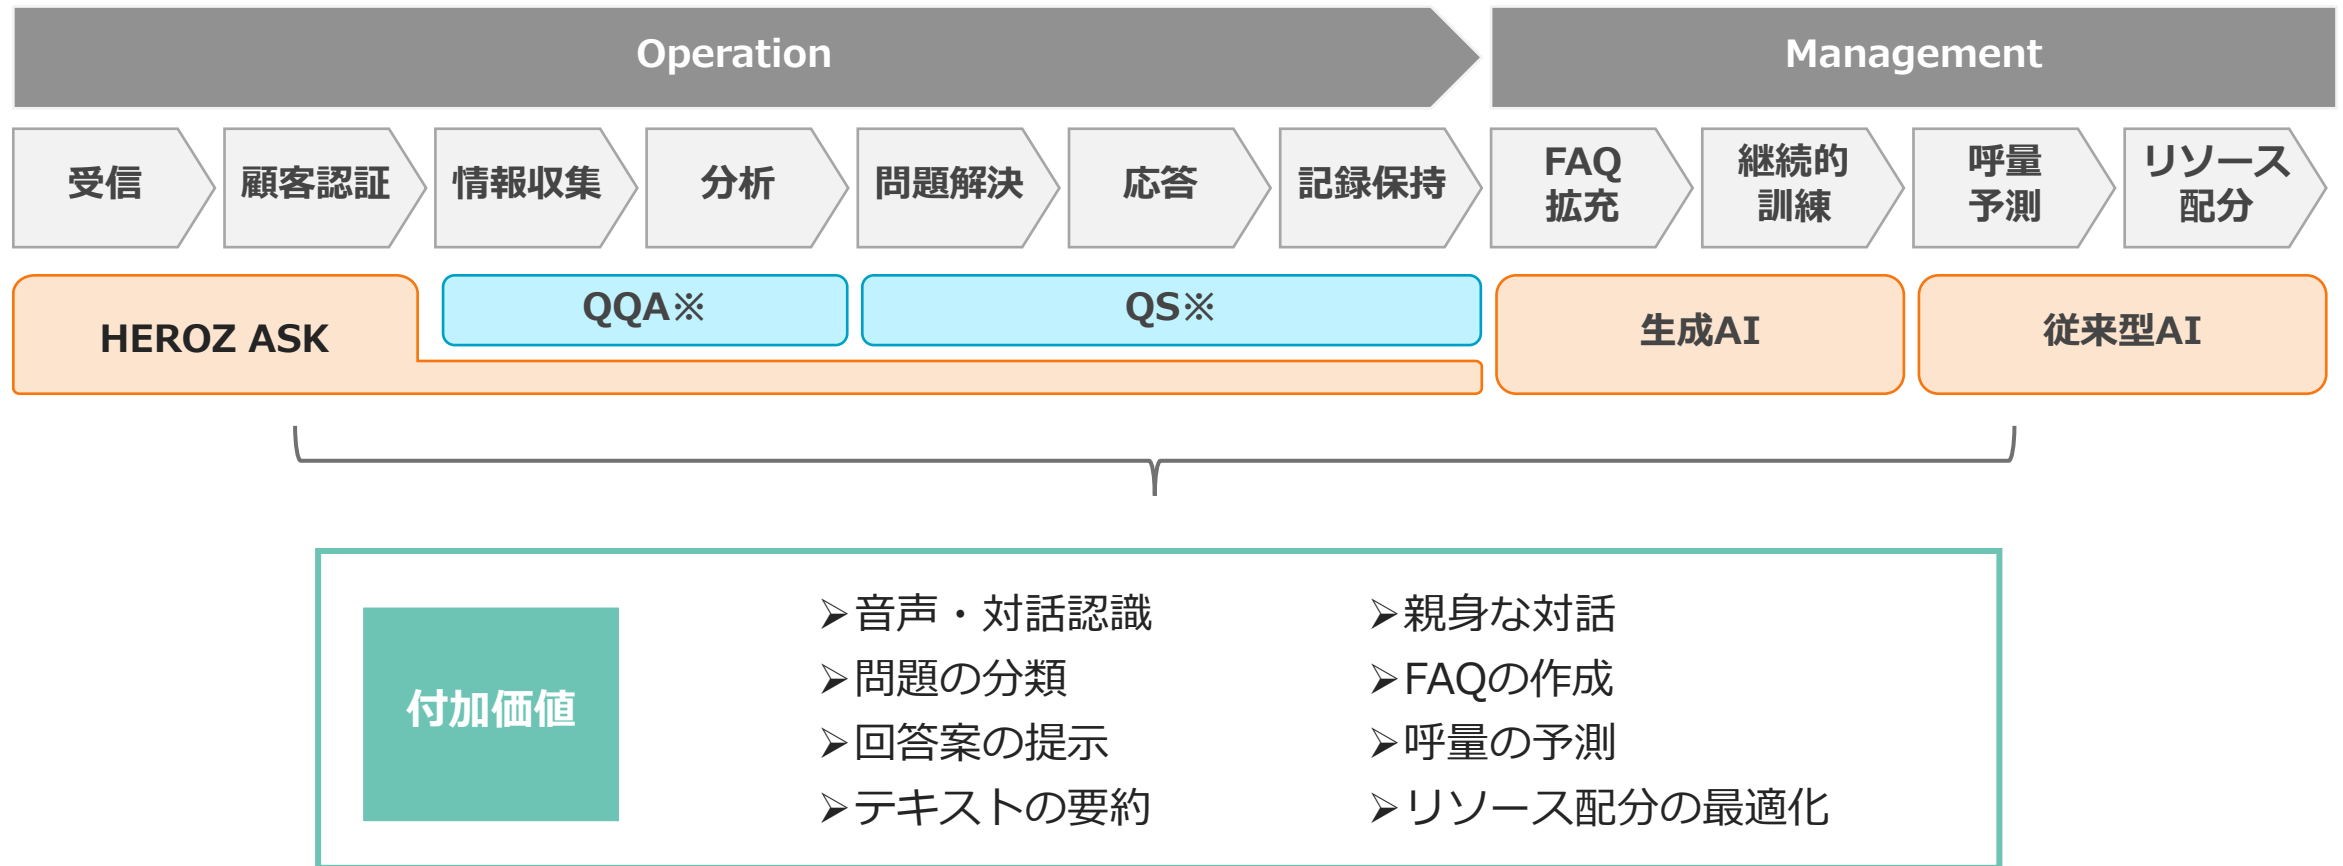 Operation
Management
受信
顧客認証
情報収集
分析
問題解決
応答
記録保持
FAQ
拡充
継続的
訓練
呼量
予測
リソース
配分
HEROZ ASK
QQA※
QS※
生成AI
従来型AI
付加価値
➢音声・対話認識
➢問題の分類
➢回答案の提示
➢テキストの要約
➢親身な対話
➢FAQの作成
➢呼量の予測
➢リソース配分の最適化